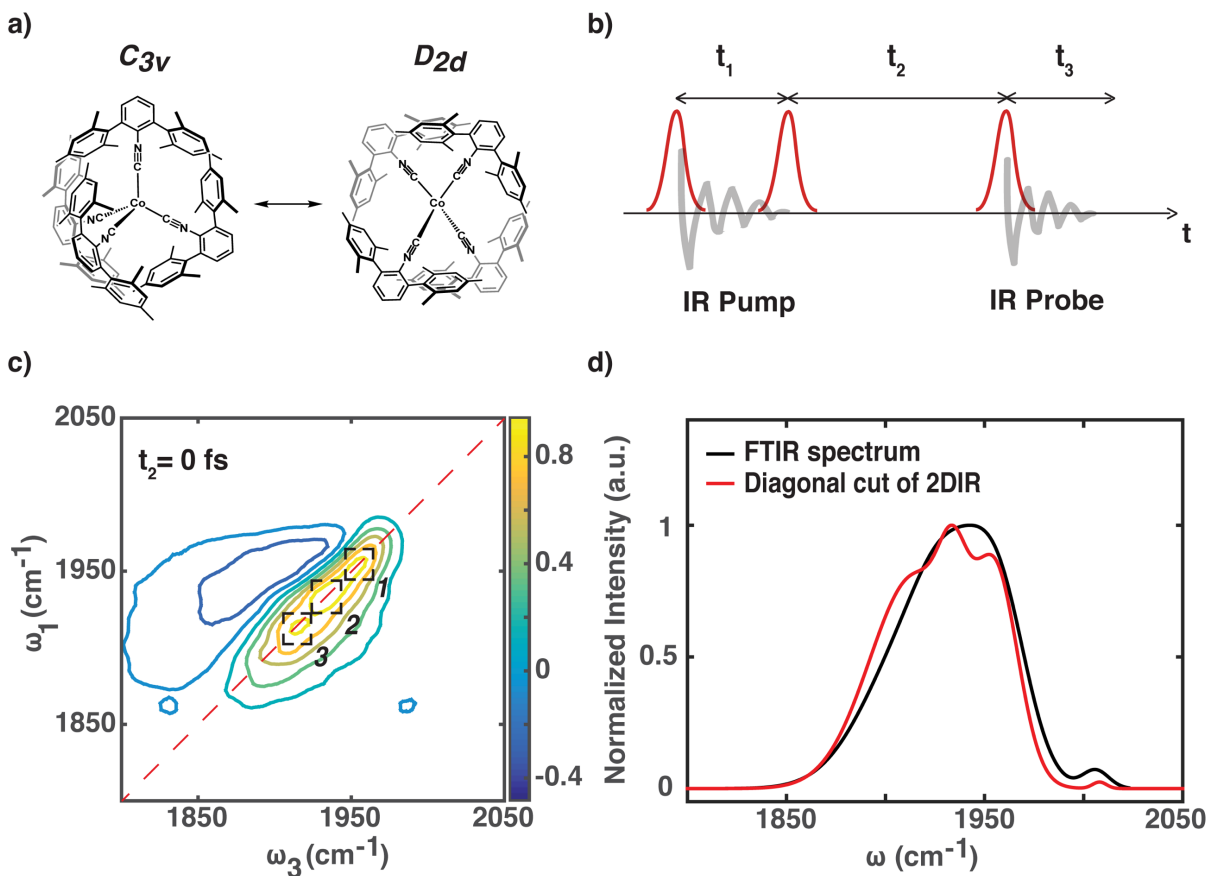 a)
C3v
D2d
N
C
Co
NC
C
N
NC
N
C
C
N
Co
C
N
C
N
b)
t1
t2
t3
t
IR Pump
IR Probe
c)
t2= 0 fs
2050
1950
1850
ω1 (cm-1)
1
2
3
1850
1950
2050
ω3 (cm-1)
0.8
0.4
0
-0.4
d)
FTIR spectrum
Diagonal cut of 2DIR
Normalized Intensity (a.u.)
1
0.5
0
1850
1950
2050
ω (cm-1)